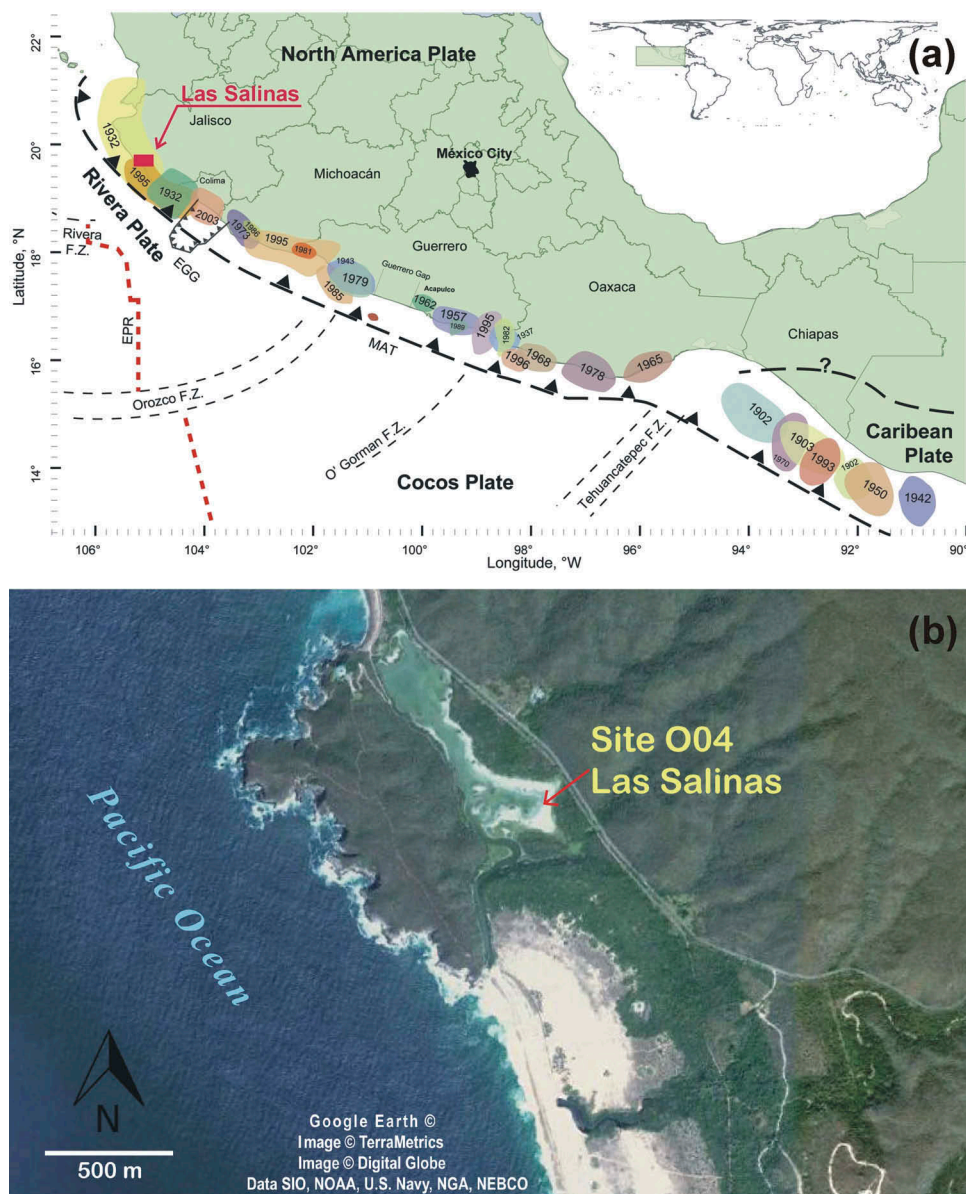 (a)
22°
20°
18°
16°
14°
Latitude, °N
North America Plate
Las Salinas
Jalisco
México City
Michoacán
Colima
Guerrero
Guerrero Gap
Acapulco
Oaxaca
Chiapas
?
Caribean
Plate
Rivera Plate
Rivera
F.Z.
EGG
EPR
MAT
Orozco F.Z.
O' Gorman F.Z.
Cocos Plate
Tehuancatepec F.Z.
1932
1995
1932
2003
1973
1986
1995
1981
1943
1979
1985
1962
1957
1989
1995
1982
1937
1996
1968
1978
1965
1902
1903
1970
1993
1902
1950
1942
106°
104°
102°
100°
98°
96°
94°
92°
90°
Longitude, °W
(b)
Site O04
Las Salinas
Pacific Ocean
N
500 m
Google Earth ©
Image © TerraMetrics
Image © Digital Globe
Data SIO, NOAA, U.S. Navy, NGA, NEBCO